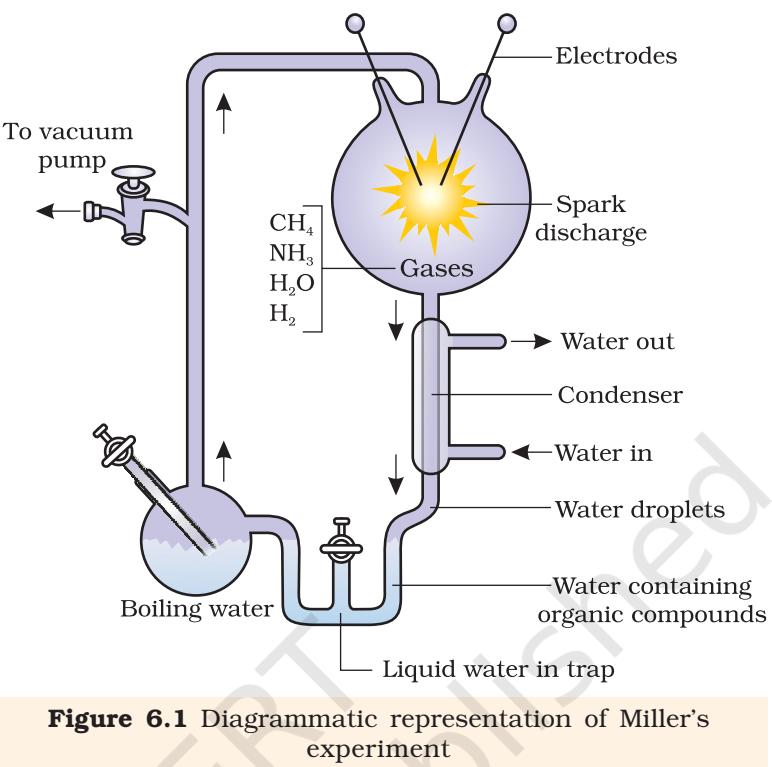 Electrodes
To vacuum
pump
Spark
discharge
CH₄
NH₃
H₂O
H₂
Gases
Water out
Condenser
Water in
Water droplets
Water containing
organic compounds
Boiling water
Liquid water in trap
Figure 6.1 Diagrammatic representation of Miller’s
experiment